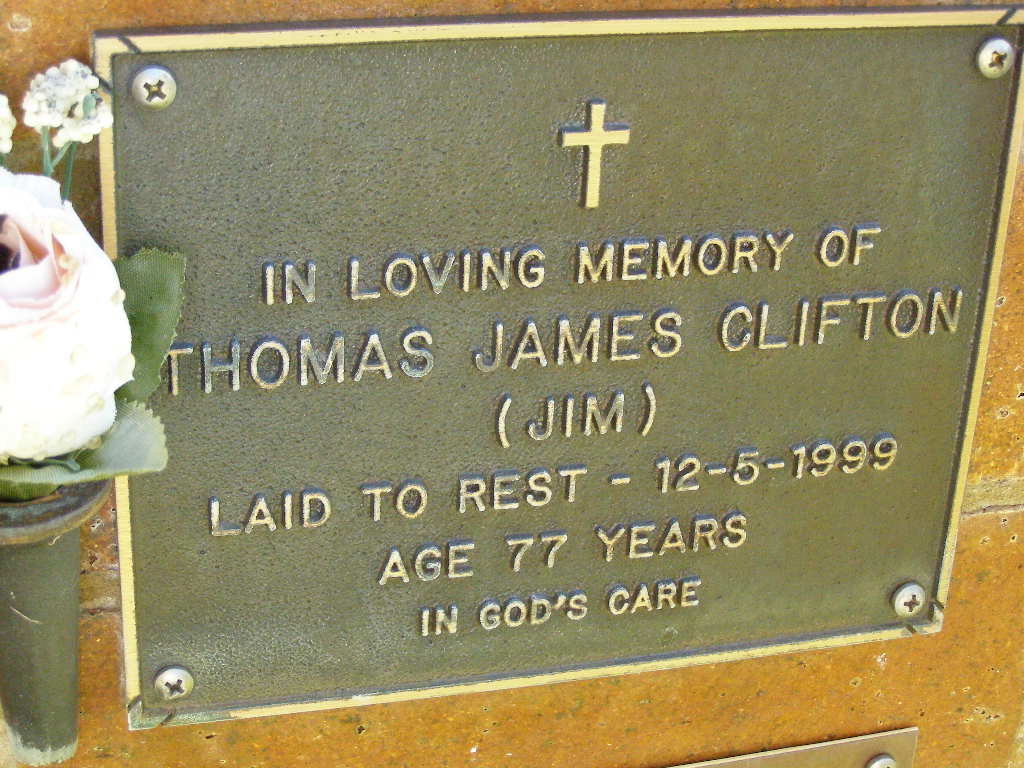 IN LOVING MEMORY OF
THOMAS JAMES CLIFTON
(JIM)
LAID TO REST - 12-5-1999
AGE 77 YEARS
IN GOD'S CARE